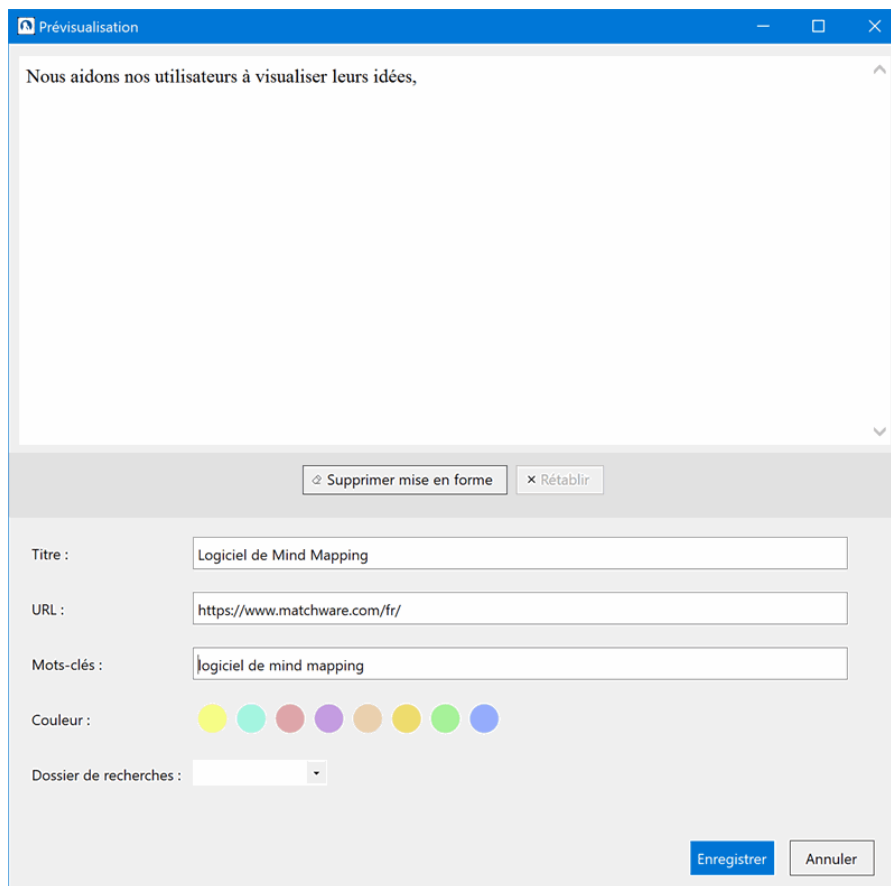 Prévisualisation
Nous aidons nos utilisateurs à visualiser leurs idées,
Supprimer mise en forme
Rétablir
Titre :
Logiciel de Mind Mapping
URL :
https://www.matchware.com/fr/
Mots-clés :
logiciel de mind mapping
Couleur :
Dossier de recherches :
Enregistrer
Annuler